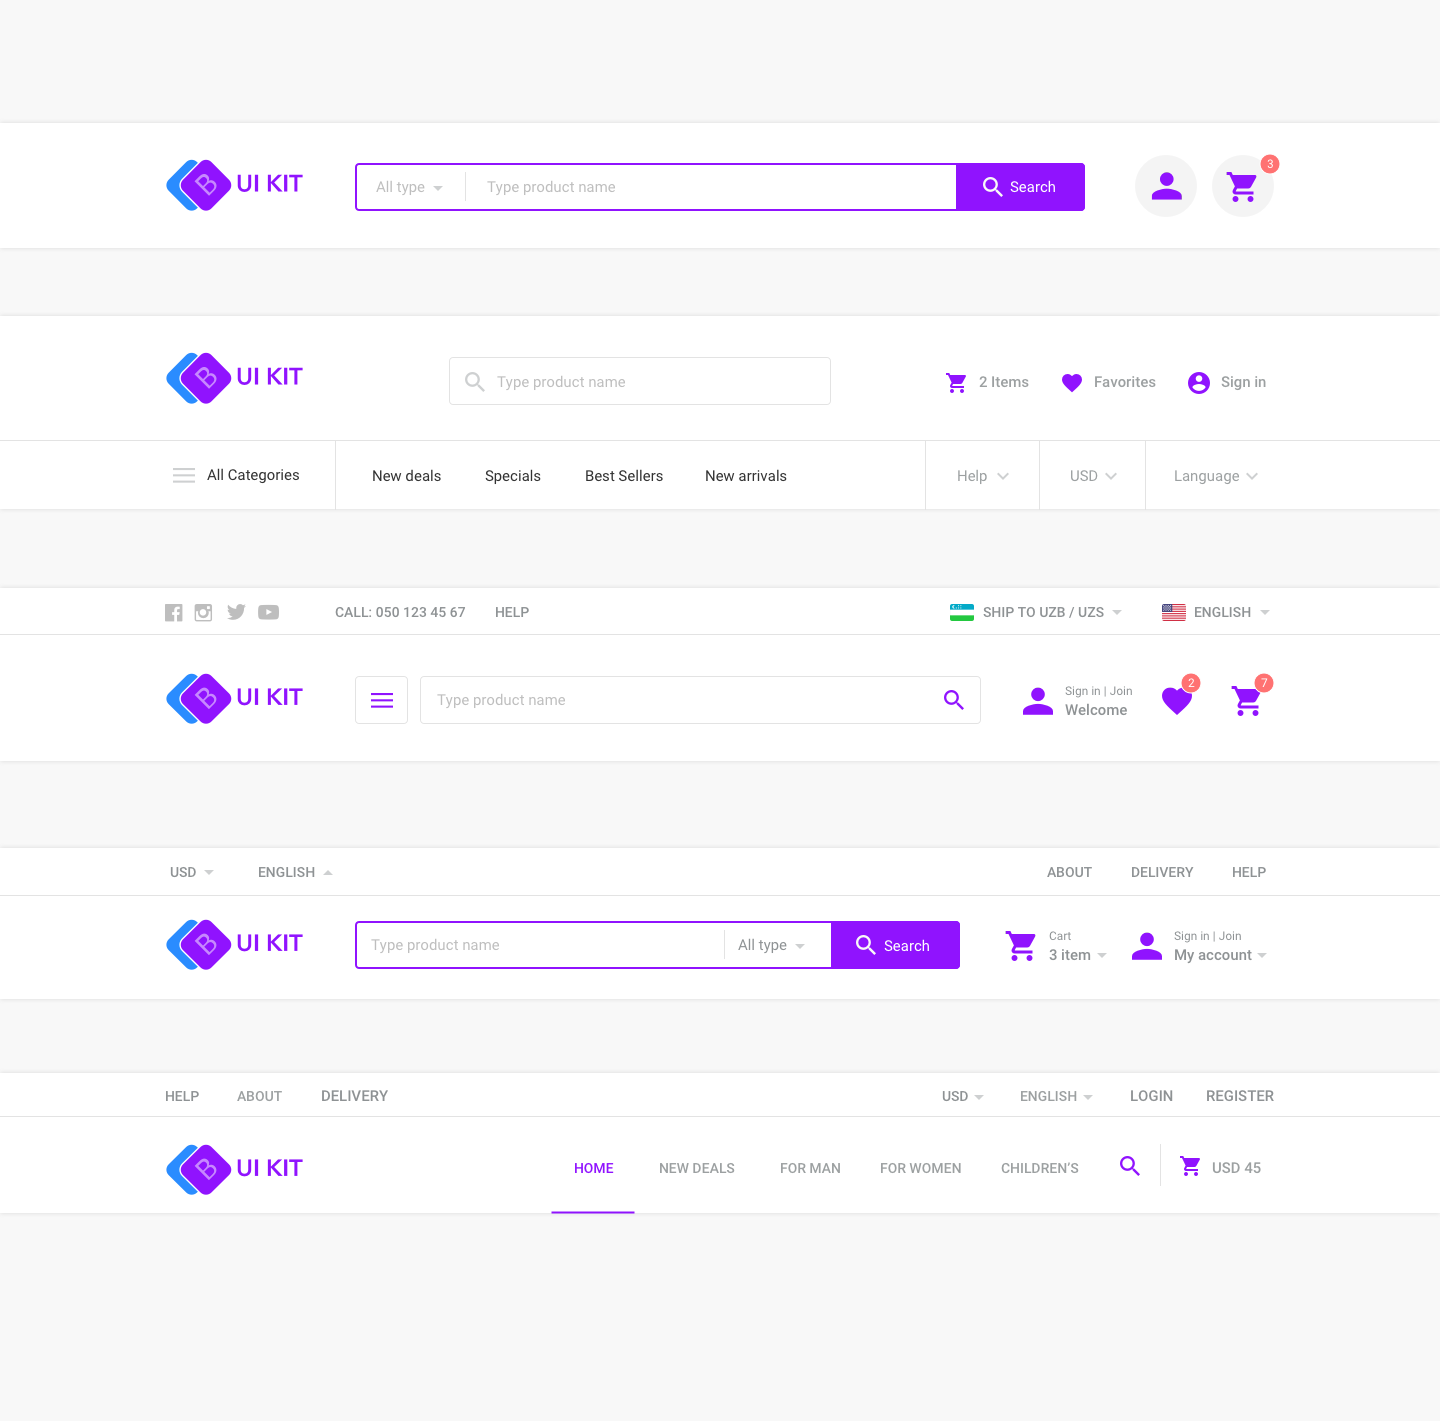 B UI KIT All type Type product name Search 3
B UI KIT Type product name 2 Items Favorites Sign in
All Categories New deals Specials Best Sellers New arrivals Help USD Language
CALL: 050 123 45 67 HELP SHIP TO UZB / UZS ENGLISH
B UI KIT Type product name Sign in | Join 2 7
Welcome
USD ENGLISH ABOUT DELIVERY HELP
B UI KIT Type product name All type Search Cart Sign in | Join
3 item My account
HELP ABOUT DELIVERY USD ENGLISH LOGIN REGISTER
B UI KIT HOME NEW DEALS FOR MAN FOR WOMEN CHILDREN'S USD 45